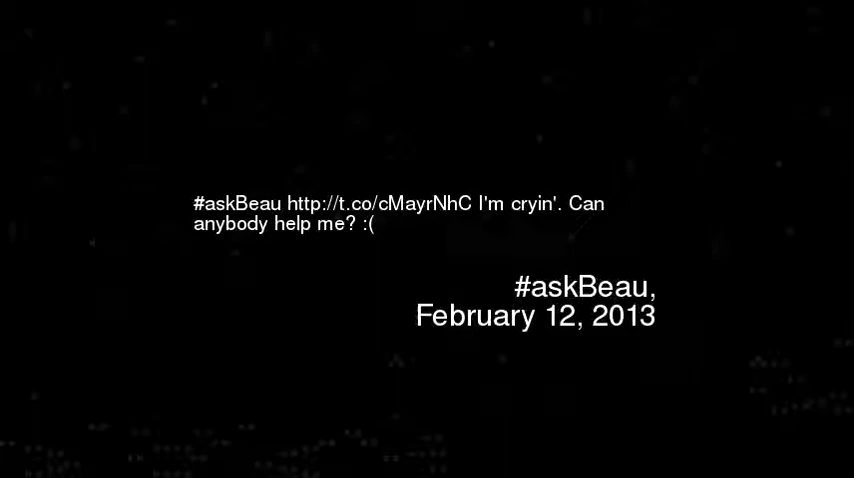 #askBeau http://t.co/cMayrNhC I'm cryin'. Can
anybody help me? :(
#askBeau,
February 12, 2013